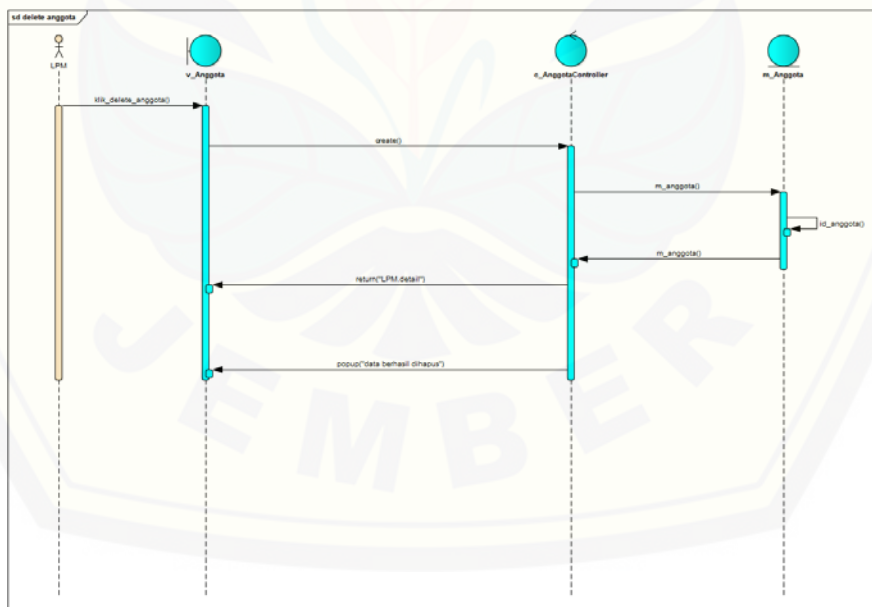 sd delete anggota
LPM
v_Anggota
c_AnggotaController
m_Anggota
klik_delete_anggota()
create()
m_anggota()
id_anggota()
m_anggota()
return("LPM.detail")
popup("data berhasil dihapus")
JEMBER